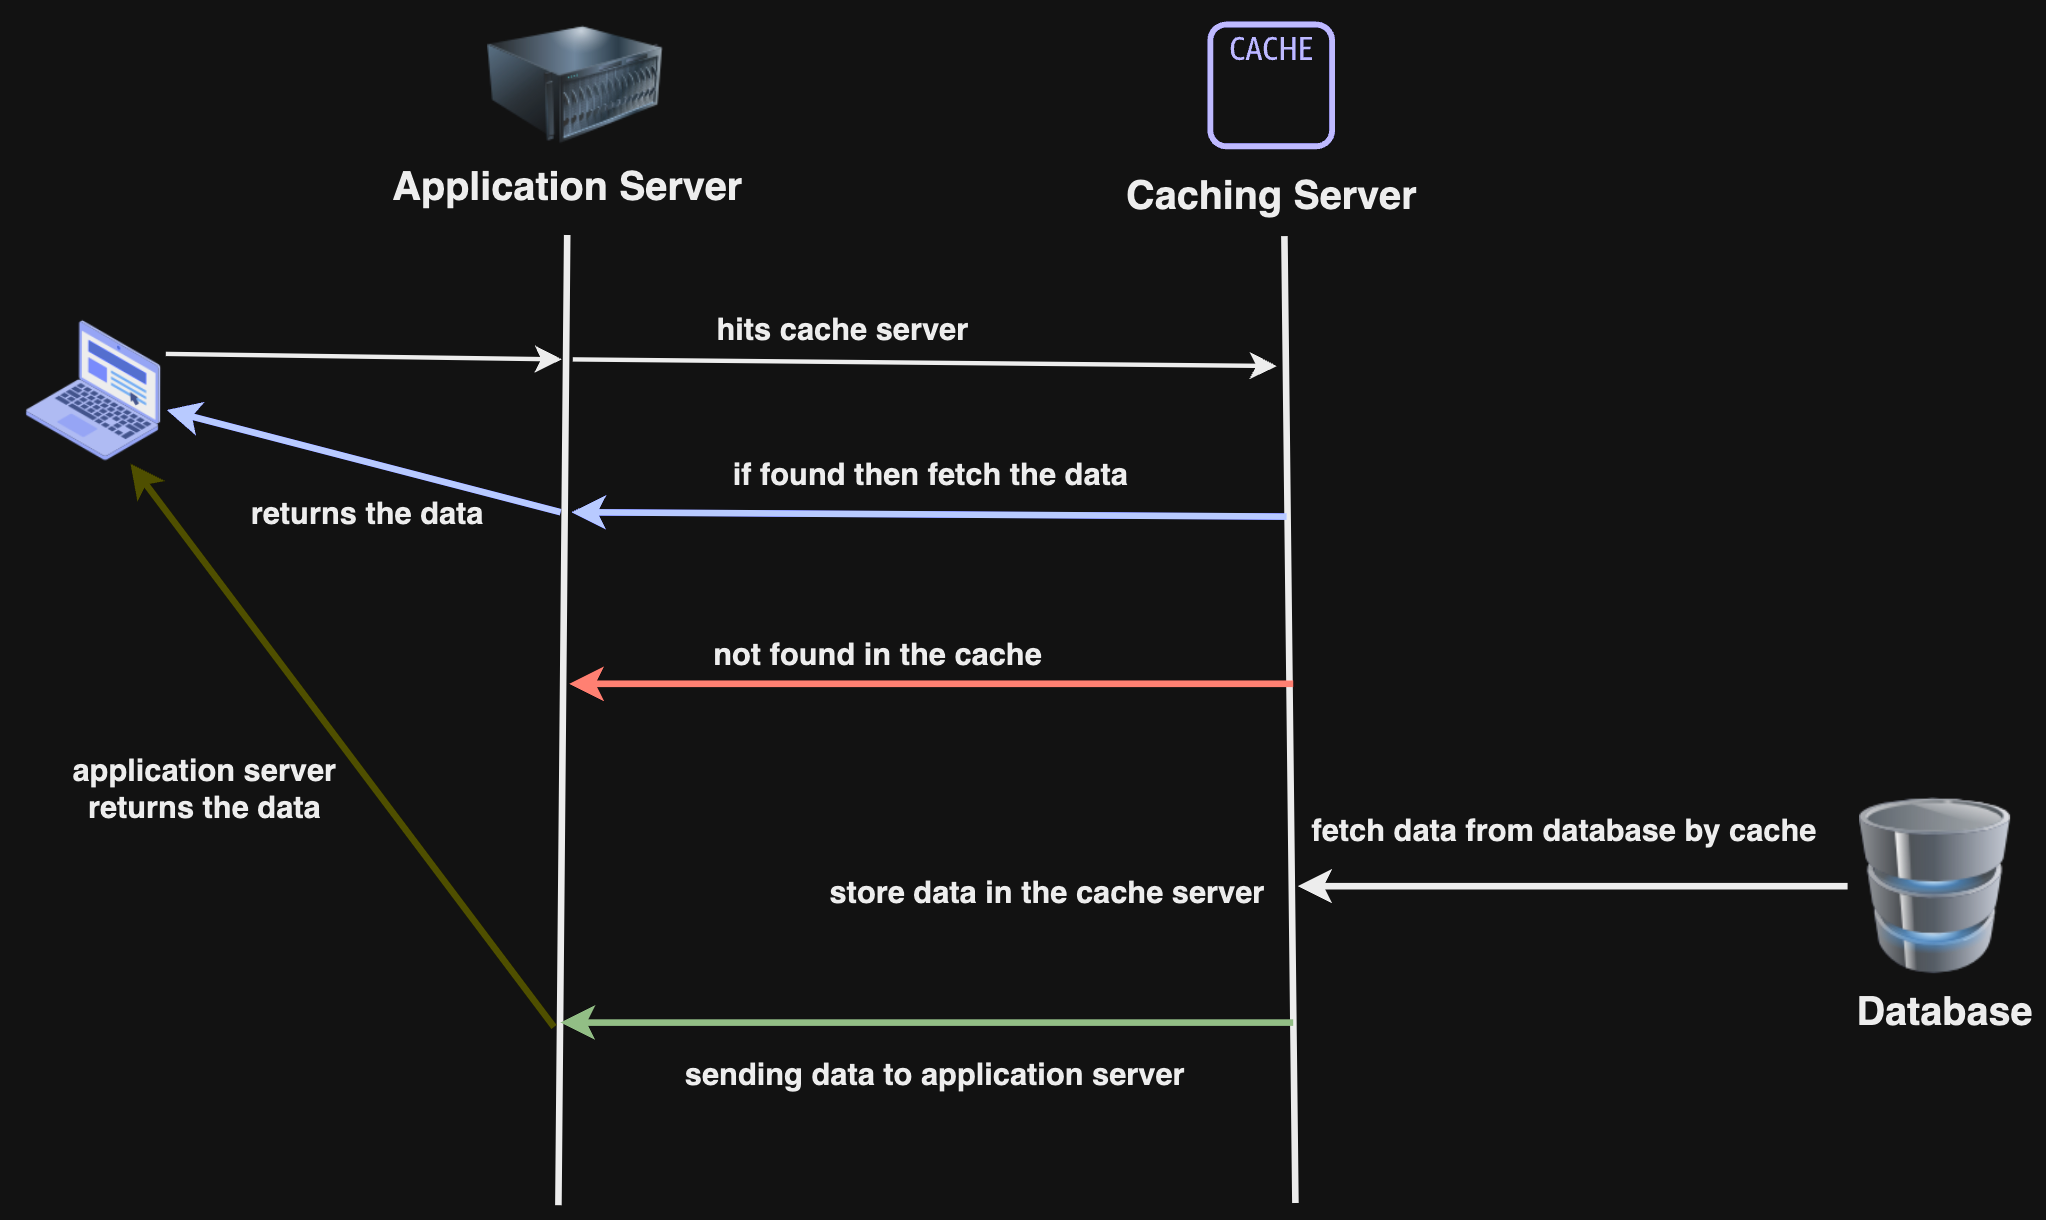 CACHE
Application Server
Caching Server
hits cache server
if found then fetch the data
returns the data
not found in the cache
application server
returns the data
fetch data from database by cache
store data in the cache server
Database
sending data to application server